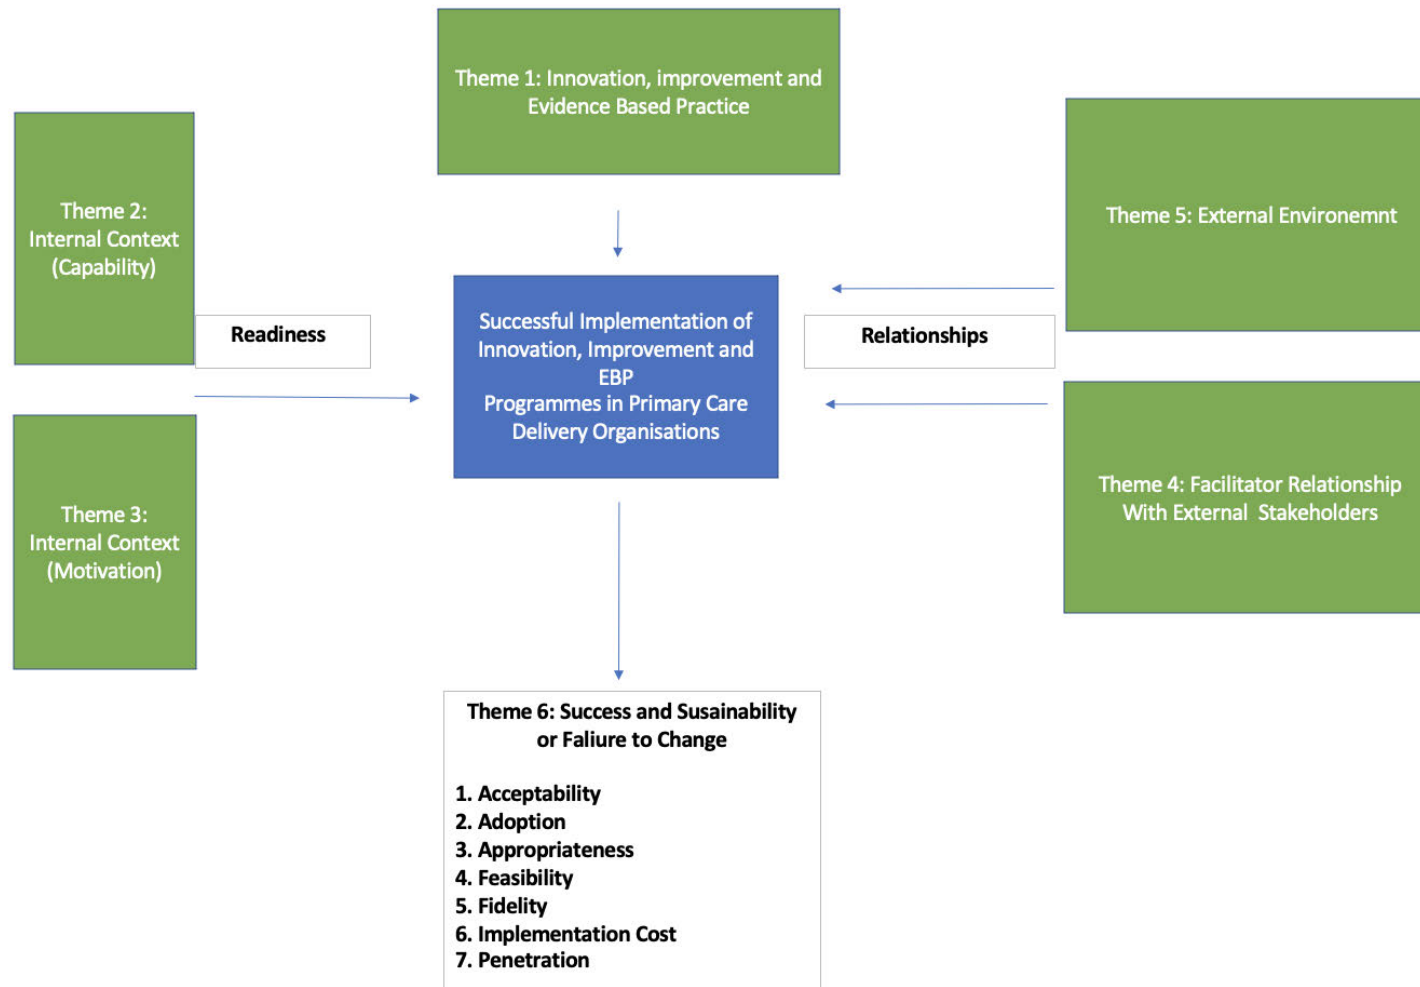 Theme 1: Innovation, improvement and
Evidence Based Practice
Theme 2:
Internal Context
(Capability)
Theme 5: External Environemnt
Readiness
Successful Implementation of
Innovation, Improvement and
EBP
Programmes in Primary Care
Delivery Organisations
Relationships
Theme 3:
Internal Context
(Motivation)
Theme 4: Facilitator Relationship
With External Stakeholders
Theme 6: Success and Susainability
or Faliure to Change
1. Acceptability
2. Adoption
3. Appropriateness
4. Feasibility
5. Fidelity
6. Implementation Cost
7. Penetration